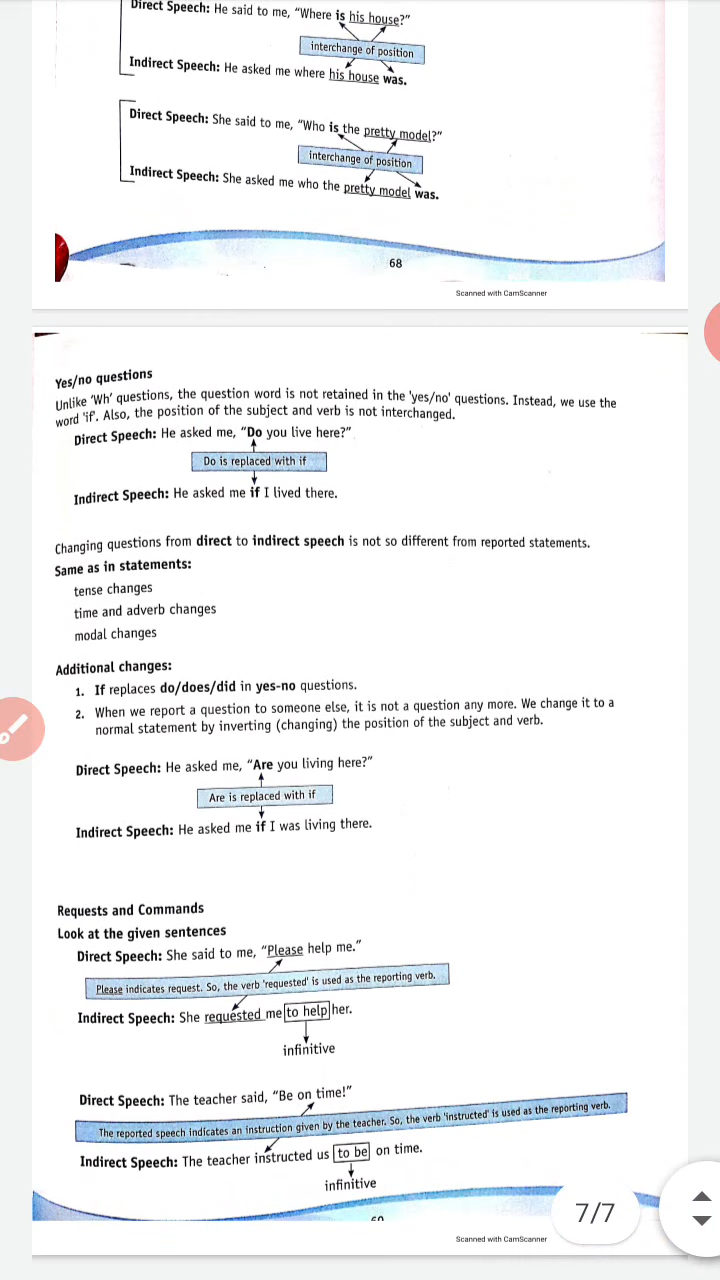 Direct Speech: He said to me, “Where is his house?”
interchange of position
Indirect Speech: He asked me where his house was.
Direct Speech: She said to me, “Who is the pretty model?”
interchange of position
Indirect Speech: She asked me who the pretty model was.
68
Scanned with CamScanner
Yes/no questions
Unlike ‘Wh’ questions, the question word is not retained in the 'yes/no' questions. Instead, we use the
word 'if'. Also, the position of the subject and verb is not interchanged.
Direct Speech: He asked me, “Do you live here?”
Do is replaced with if
Indirect Speech: He asked me if I lived there.
Changing questions from direct to indirect speech is not so different from reported statements.
Same as in statements:
tense changes
time and adverb changes
modal changes
Additional changes:
1. If replaces do/does/did in yes-no questions.
2. When we report a question to someone else, it is not a question any more. We change it to a
normal statement by inverting (changing) the position of the subject and verb.
Direct Speech: He asked me, “Are you living here?”
Are is replaced with if
Indirect Speech: He asked me if I was living there.
Requests and Commands
Look at the given sentences
Direct Speech: She said to me, “Please help me.”
Please indicates request. So, the verb 'requested' is used as the reporting verb.
Indirect Speech: She requested me to help her.
infinitive
Direct Speech: The teacher said, “Be on time!”
The reported speech indicates an instruction given by the teacher. So, the verb 'instructed' is used as the reporting verb.
Indirect Speech: The teacher instructed us to be on time.
infinitive
7/7
Scanned with CamScanner